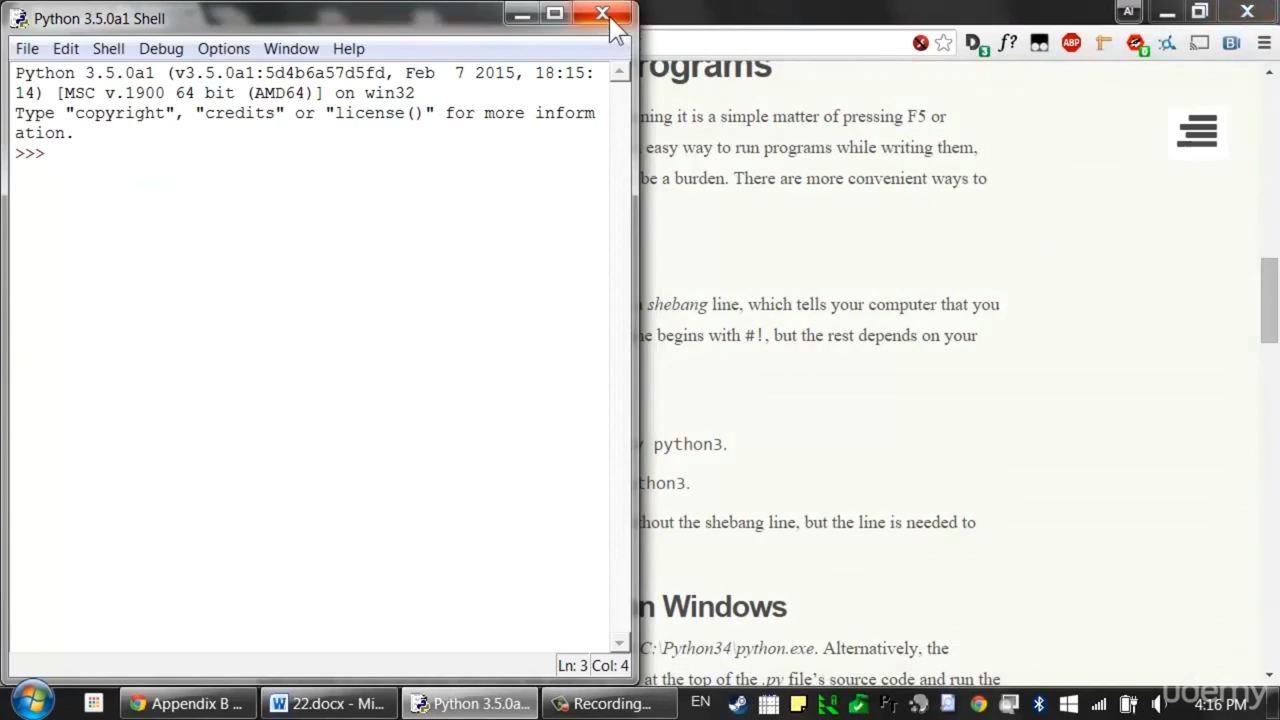 Python 3.5.0a1 Shell
File Edit Shell Debug Options Window Help
Python 3.5.0a1 (v3.5.0a1:5d4b6a57d5fd, Feb 7 2015, 18:15:
14) [MSC v.1900 64 bit (AMD64)] on win32
Type "copyright", "credits" or "license()" for more inform
ation.
>>>
Ln: 3 Col: 4
AI
D 3 f? ABP 0 B
rograms
ning it is a simple matter of pressing F5 or
easy way to run programs while writing them,
be a burden. There are more convenient ways to
shebang line, which tells your computer that you
ne begins with #!, but the rest depends on your
python3.
thon3.
hout the shebang line, but the line is needed to
n Windows
C:\Python34\python.exe. Alternatively, the
at the top of the .py file's source code and run the
Appendix B ...
22.docx - Mi...
Python 3.5.0a...
Recording...
EN
4:16 PM
udemy